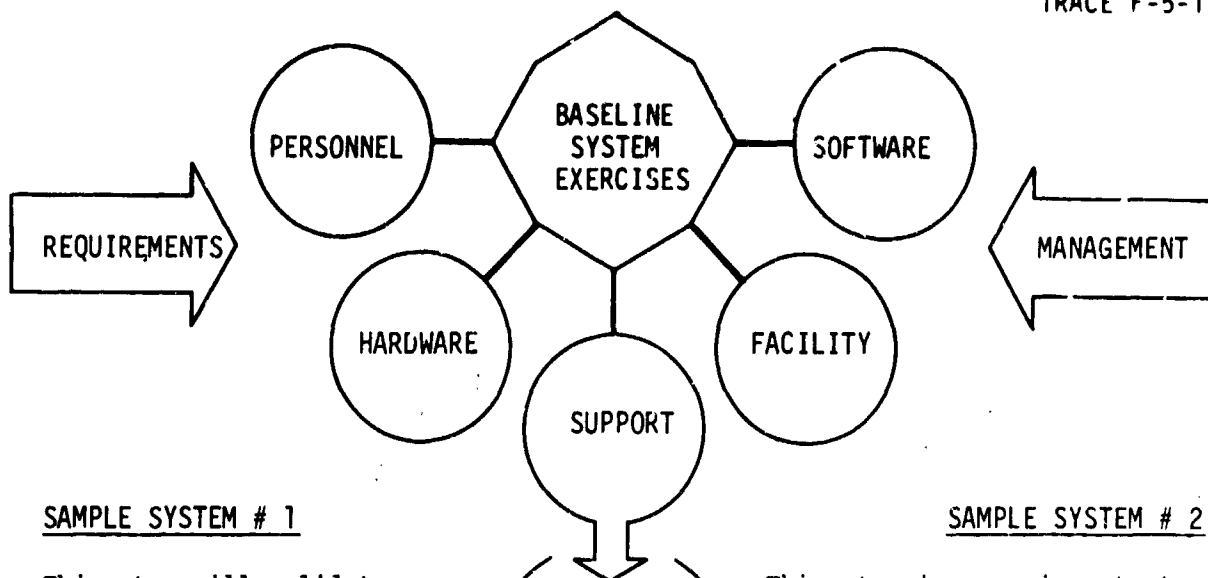 TRACE F-5-1
BASELINE
SYSTEM
EXERCISES
PERSONNEL
SOFTWARE
REQUIREMENTS
MANAGEMENT
HARDWARE
FACILITY
SUPPORT
SAMPLE SYSTEM # 1
SAMPLE SYSTEM # 2